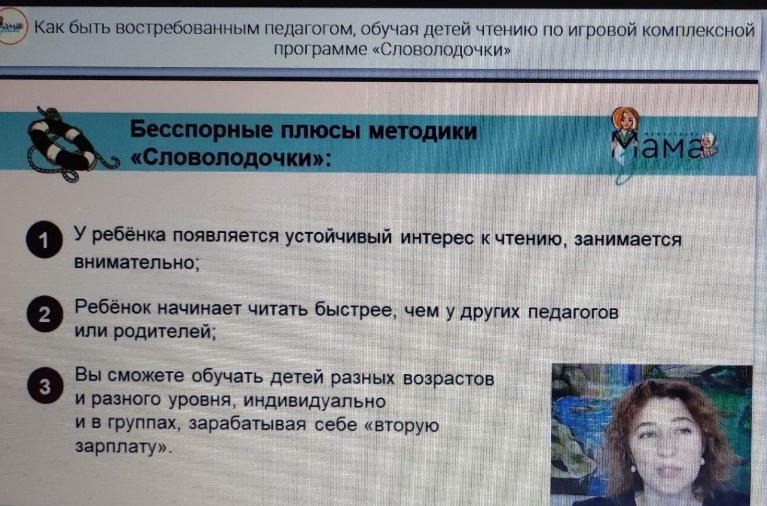 Мама
Как быть востребованным педагогом, обучая детей чтению по игровой комплексной
программе «Словолодочки»
Бесспорные плюсы методики
«Словолодочки»:
Мама
1
У ребёнка появляется устойчивый интерес к чтению, занимается
внимательно;
2
Ребёнок начинает читать быстрее, чем у других педагогов
или родителей;
3
Вы сможете обучать детей разных возрастов
и разного уровня, индивидуально
и в группах, зарабатывая себе «вторую
зарплату».